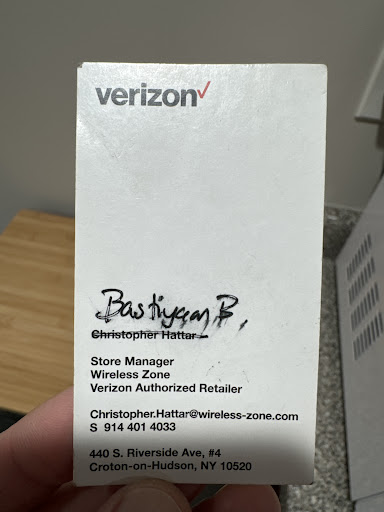 verizon✓
Bastiyaan B.
Christopher Hattar
Store Manager
Wireless Zone
Verizon Authorized Retailer
Christopher.Hattar@wireless-zone.com
S 914 401 4033
440 S. Riverside Ave, #4
Croton-on-Hudson, NY 10520